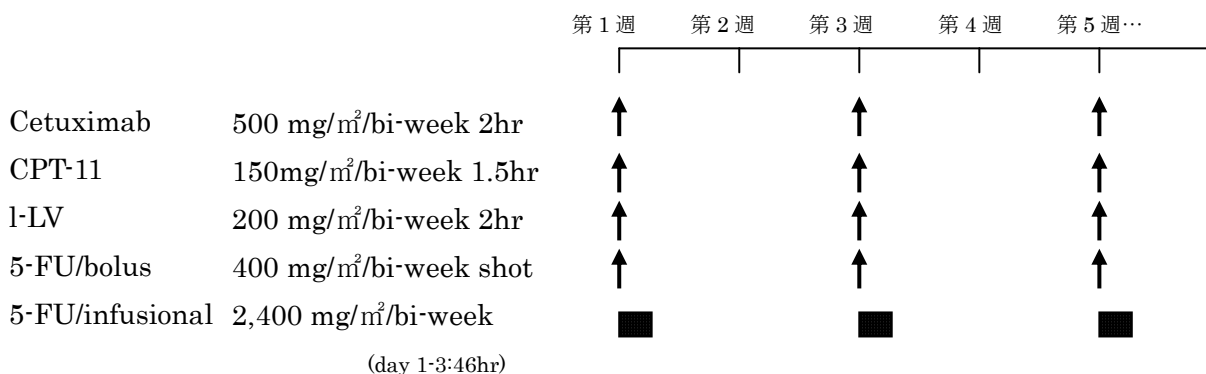 第 1 週 第 2 週 第 3 週 第 4 週 第 5 週…
Cetuximab 500 mg/㎡/bi-week 2hr
CPT-11 150mg/㎡/bi-week 1.5hr
l-LV 200 mg/㎡/bi-week 2hr
5-FU/bolus 400 mg/㎡/bi-week shot
5-FU/infusional 2,400 mg/㎡/bi-week
(day 1-3:46hr)